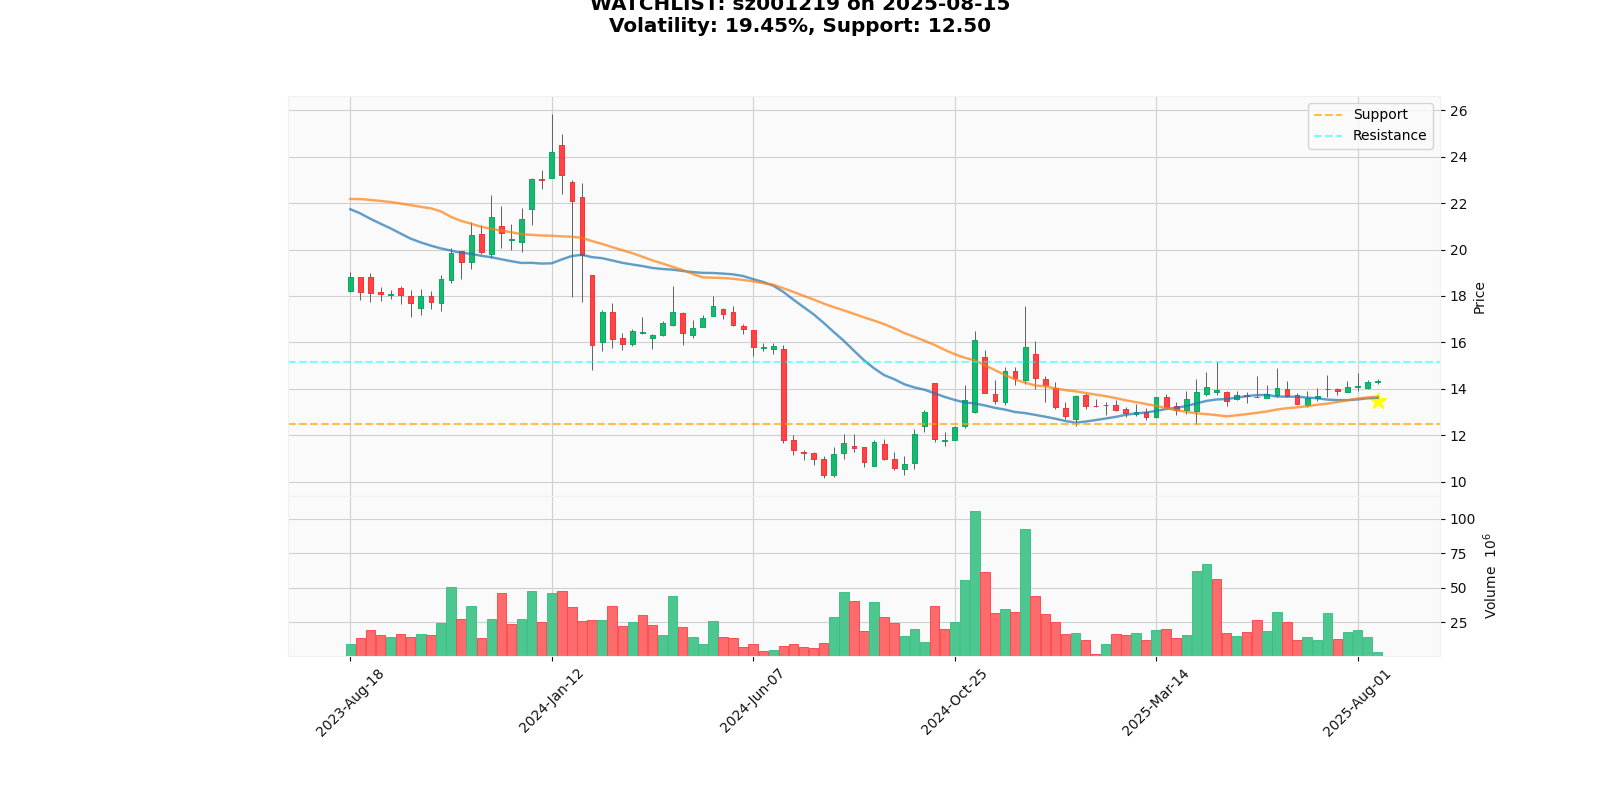 WATCHLIST: sz001219 on 2025-08-15
Volatility: 19.45%, Support: 12.50
Support
Resistance
26
24
22
20
18
16
14
12
10
Price
100
75
50
25
Volume 10⁶
2023-Aug-18
2024-Jan-12
2024-Jun-07
2024-Oct-25
2025-Mar-14
2025-Aug-01